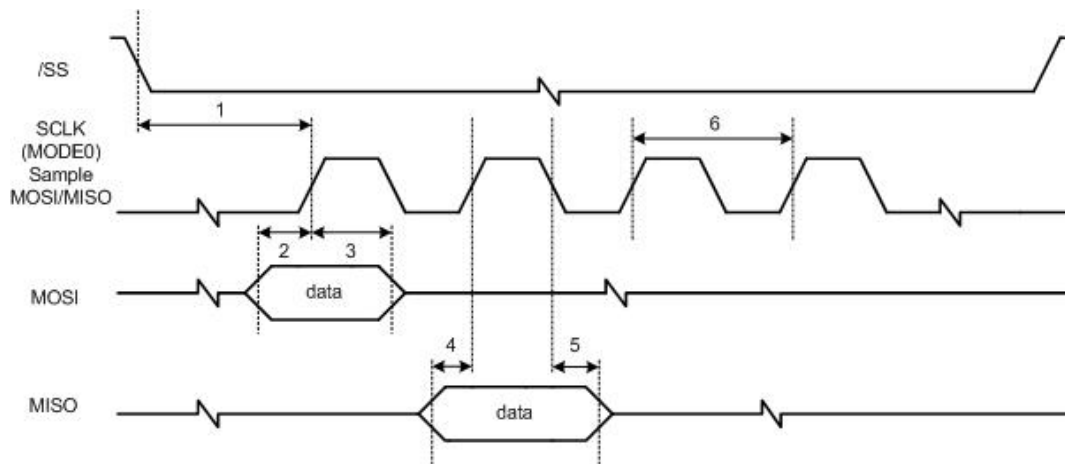 /SS
1
SCLK
(MODE0)
Sample
MOSI/MISO
6
2
3
MOSI
data
4
5
MISO
data